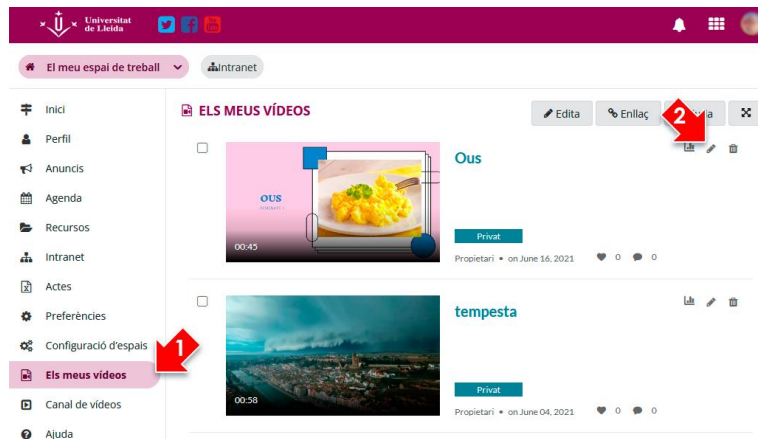 Universitat
de Lleida
El meu espai de treball
Intranet
Inici
Perfil
Anuncis
Agenda
Recursos
Intranet
Actes
Preferències
Configuració d'espais
Els meus vídeos
Canal de vídeos
Ajuda
1
ELS MEUS VÍDEOS
Edita
Enllaç
2
OUS
00:45
Ous
Privat
Propietari • on June 16, 2021 0 0
00:58
tempesta
Privat
Propietari • on June 04, 2021 0 0